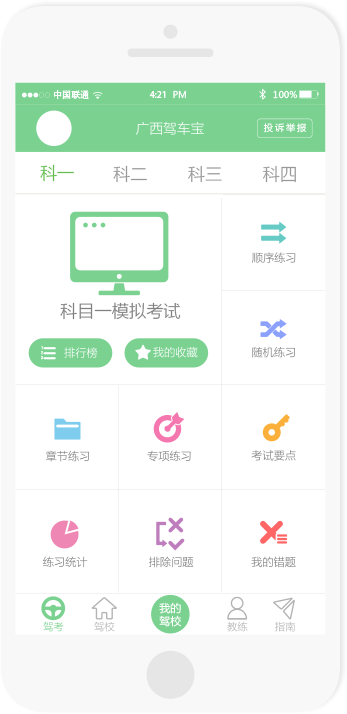 中国联通 4:21 PM 100%
广西驾车宝 投诉举报
科一 科二 科三 科四
顺序练习
科目一模拟考试
排行榜 我的收藏
随机练习
章节练习 专项练习 考试要点
练习统计 排除问题 我的错题
我的
驾校
驾考 驾校 教练 指南